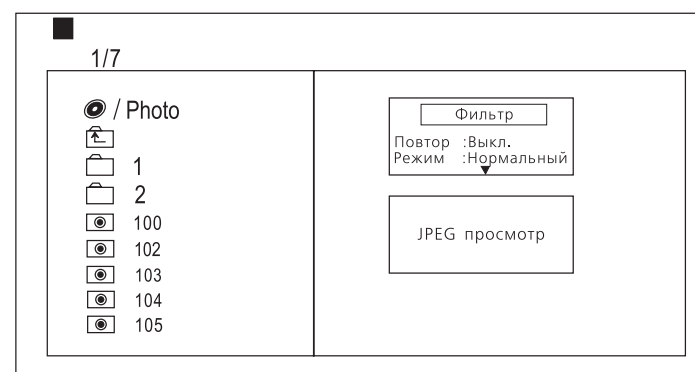 1/7
/ Photo
1
2
100
102
103
104
105
Фильтр
Повтор :Выкл.
Режим :Нормальный
JPEG просмотр